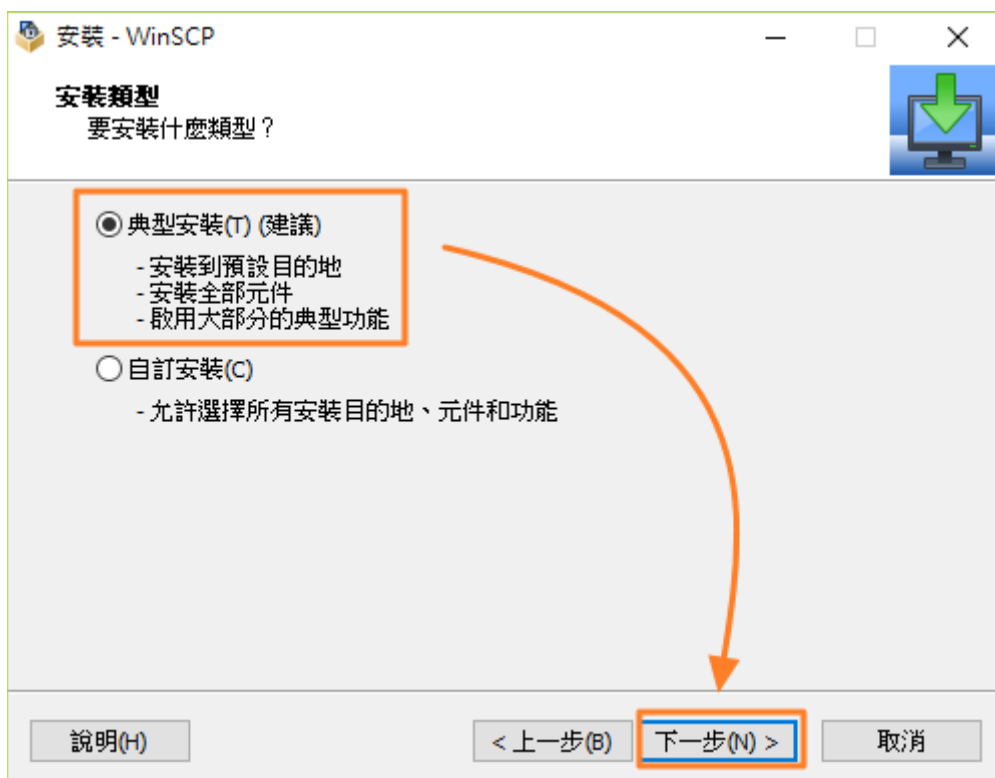 安裝 - WinSCP
安裝類型
要安裝什麼類型？
典型安裝(T) (建議)
- 安裝到預設目的地
- 安裝全部元件
- 啟用大部分的典型功能
自訂安裝(C)
- 允許選擇所有安裝目的地、元件和功能
說明(H)
< 上一步(B)
下一步(N) >
取消